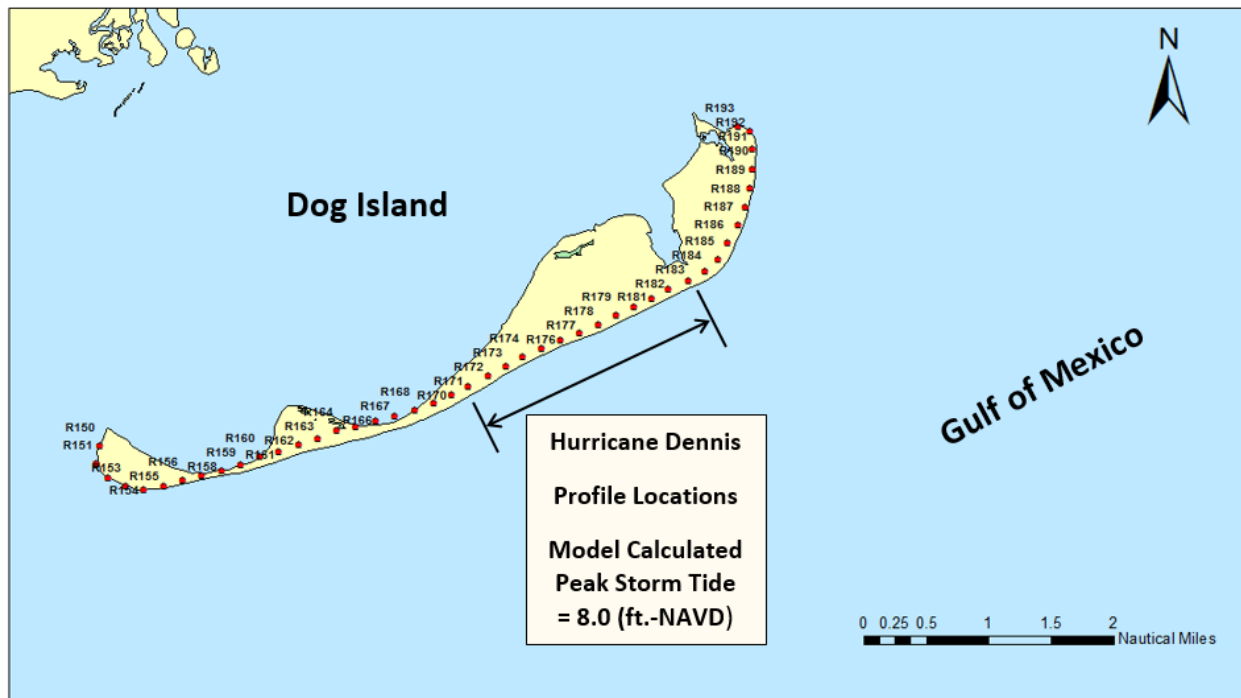 N
Dog Island
R193
R192
R191
R190
R189
R188
R187
R186
R185
R184
R183
R182
R181
R179
R178
R177
R176
R174
R173
R172
R171
R170
R168
R167
R166
R164
R163
R162
R161
R160
R159
R158
R156
R155
R154
R153
R151
R150
Gulf of Mexico
Hurricane Dennis
Profile Locations
Model Calculated
Peak Storm Tide
= 8.0 (ft.-NAVD)
0 0.25 0.5 1 1.5 2
Nautical Miles